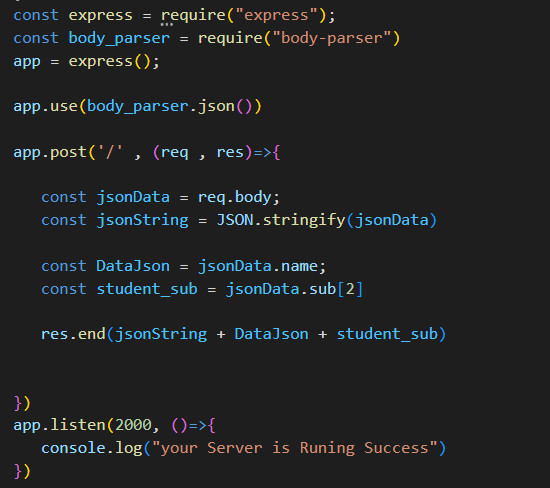 const express = require("express");
const body_parser = require("body-parser")
app = express();
app.use(body_parser.json())
app.post('/' , (req , res)=>{
const jsonData = req.body;
const jsonString = JSON.stringify(jsonData)
const DataJson = jsonData.name;
const student_sub = jsonData.sub[2]
res.end(jsonString + DataJson + student_sub)
})
app.listen(2000, ()=>{
console.log("your Server is Runing Success")
})